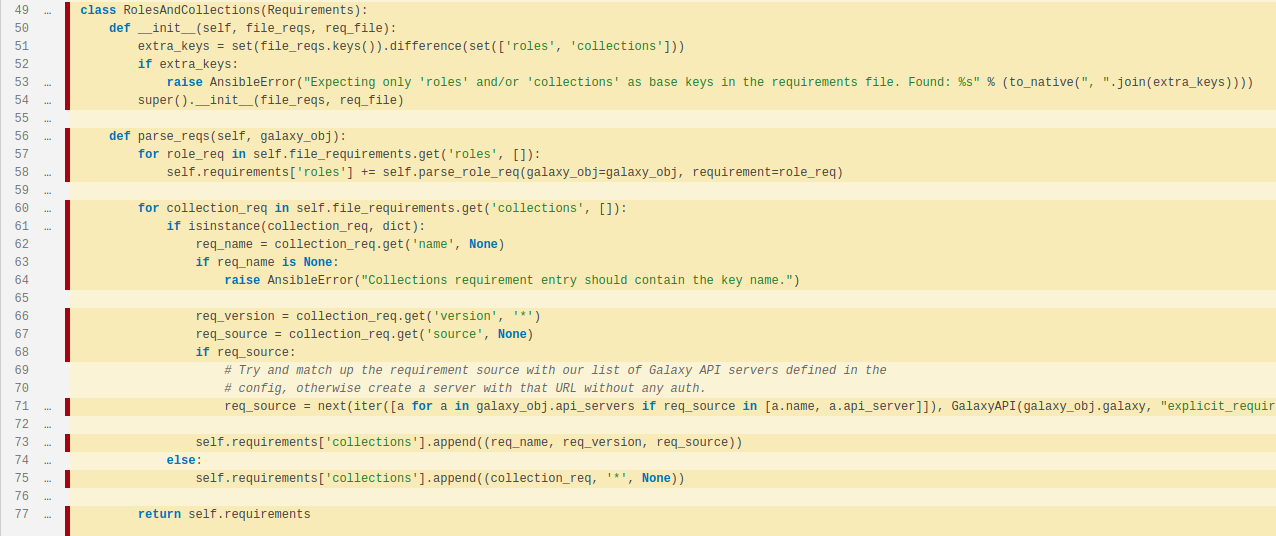 49 … class RolesAndCollections(Requirements):
50 … def __init__(self, file_reqs, req_file):
51 extra_keys = set(file_reqs.keys()).difference(set(['roles', 'collections']))
52 if extra_keys:
53 … raise AnsibleError("Expecting only 'roles' and/or 'collections' as base keys in the requirements file. Found: %s" % (to_native(", ".join(extra_keys))))
54 … super().__init__(file_reqs, req_file)
55 …
56 … def parse_reqs(self, galaxy_obj):
57 for role_req in self.file_requirements.get('roles', []):
58 … self.requirements['roles'] += self.parse_role_req(galaxy_obj=galaxy_obj, requirement=role_req)
59 …
60 … for collection_req in self.file_requirements.get('collections', []):
61 … if isinstance(collection_req, dict):
62 req_name = collection_req.get('name', None)
63 if req_name is None:
64 raise AnsibleError("Collections requirement entry should contain the key name.")
65
66 req_version = collection_req.get('version', '*')
67 req_source = collection_req.get('source', None)
68 if req_source:
69 # Try and match up the requirement source with our list of Galaxy API servers defined in the
70 # config, otherwise create a server with that URL without any auth.
71 … req_source = next(iter([a for a in galaxy_obj.api_servers if req_source in [a.name, a.api_server]]), GalaxyAPI(galaxy_obj.galaxy, "explicit_requir
72 …
73 … self.requirements['collections'].append((req_name, req_version, req_source))
74 … else:
75 … self.requirements['collections'].append((collection_req, '*', None))
76 …
77 … return self.requirements